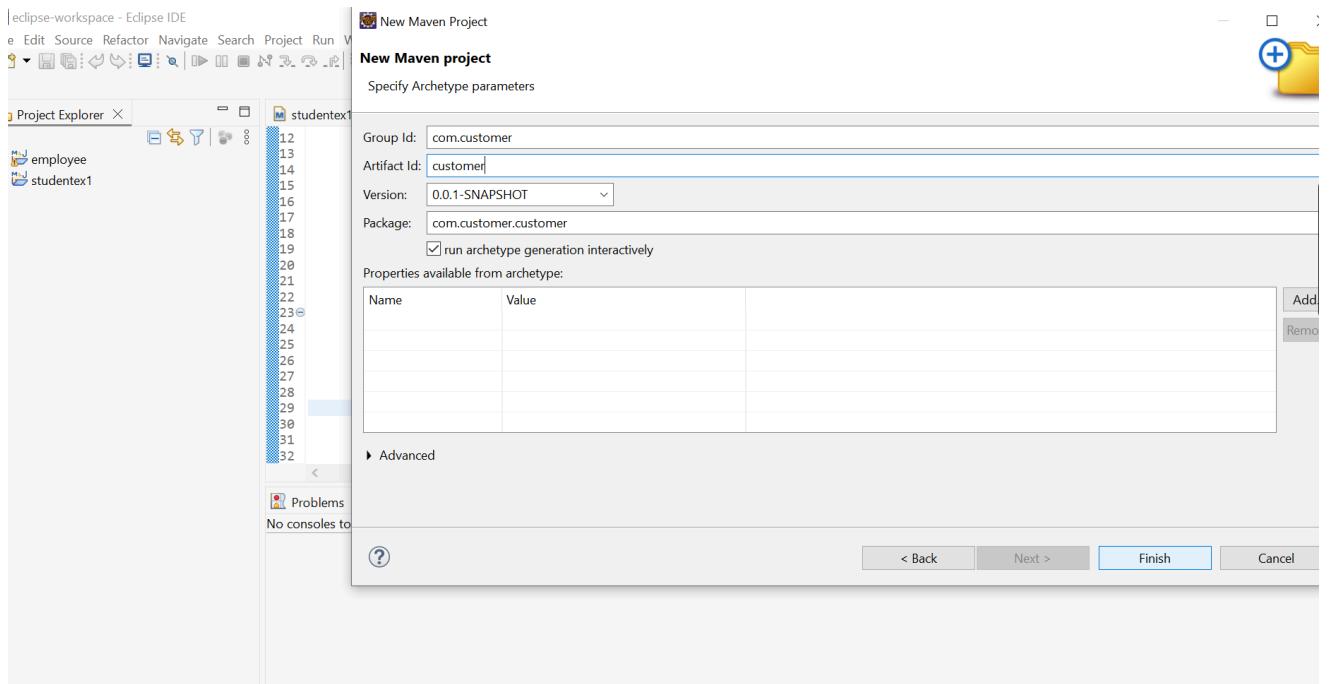 eclipse-workspace - Eclipse IDE
Edit Source Refactor Navigate Search Project Run
Project Explorer
employee
studentex1
studentex1
12
13
14
15
16
17
18
19
20
21
22
23
24
25
26
27
28
29
30
31
32
Problems
No consoles to
New Maven Project
New Maven project
Specify Archetype parameters
Group Id: com.customer
Artifact Id: customer
Version: 0.0.1-SNAPSHOT
Package: com.customer.customer
run archetype generation interactively
Properties available from archetype:
Name Value
Add.
Remo
Advanced
?
< Back Next > Finish Cancel